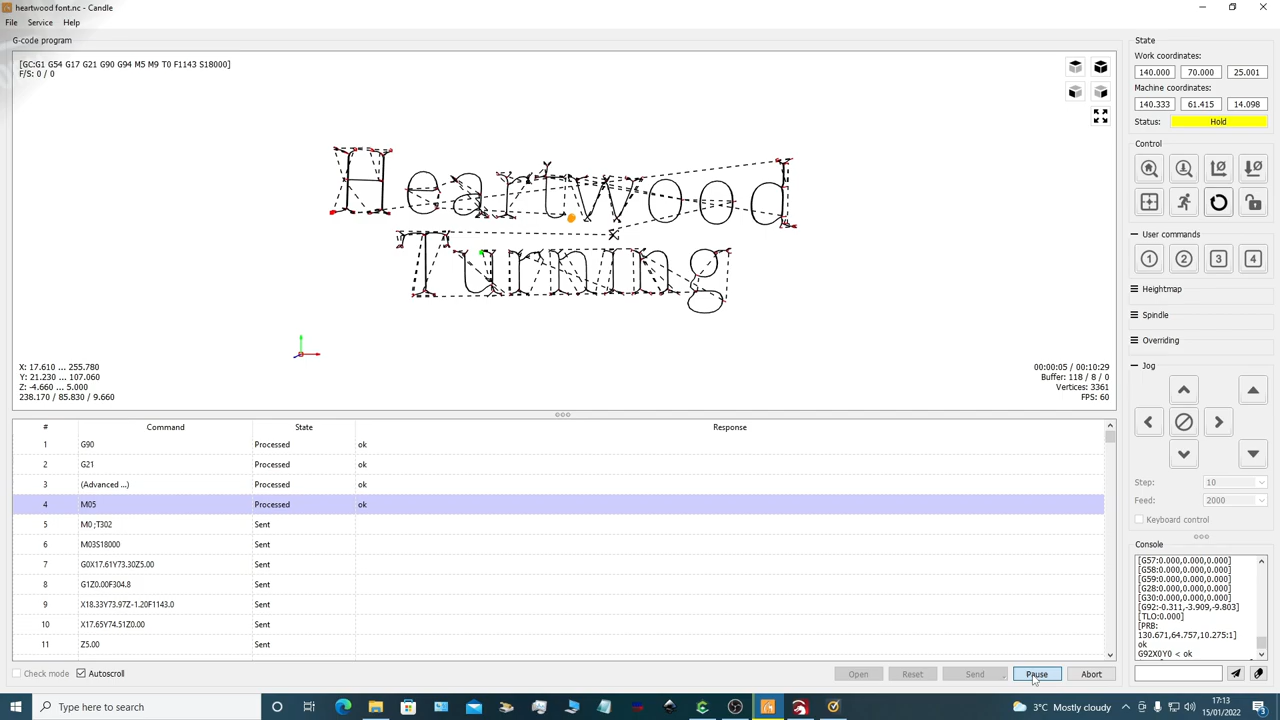 heartwood font.nc - Candle
File Service Help
G-code program
[GC:G1 G54 G17 G21 G90 G94 M5 M9 T0 F1143 S18000]
F/S: 0 / 0
Heartwood
Turning
X: 17.610 ... 255.780
Y: 21.230 ... 107.060
Z: -4.660 ... 5.000
238.170 / 85.830 / 9.660
00:00:05 / 00:10:29
Buffer: 118 / 8 / 0
Vertices: 3361
FPS: 60
# Command State Response
1 G90 Processed ok
2 G21 Processed ok
3 (Advanced ...) Processed ok
4 M05 Processed ok
5 M0 ;T302 Sent
6 M03S18000 Sent
7 G0X17.61Y73.30Z5.00 Sent
8 G1Z0.00F304.8 Sent
9 X18.33Y73.97Z-1.20F1143.0 Sent
10 X17.65Y74.51Z0.00 Sent
11 Z5.00 Sent
Check mode Autoscroll Open Reset Send Pause Abort
State
Work coordinates:
140.000 70.000 25.001
Machine coordinates:
140.333 61.415 14.098
Status: Hold
Control
User commands
1 2 3 4
Heightmap
Spindle
Overriding
Jog
Step: 10
Feed: 2000
Keyboard control
Console
[G57:0.000,0.000,0.000]
[G58:0.000,0.000,0.000]
[G59:0.000,0.000,0.000]
[G28:0.000,0.000,0.000]
[G30:0.000,0.000,0.000]
[G92:-0.311,-3.909,-9.803]
[TLO:0.000]
[PRB:
130.671,64.757,10.275:1]
ok
G92X0Y0 < ok
Type here to search
3°C Mostly cloudy
17:13
15/01/2022
3